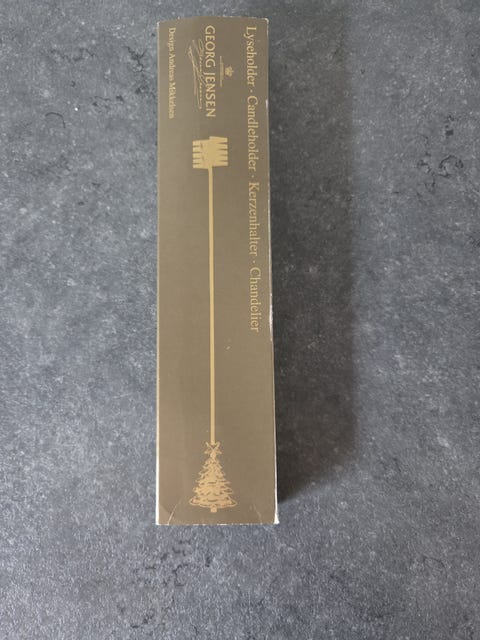 Lyseholder · Candleholder · Kerzenhalter · Chandelier
GEORG JENSEN
Design Andreas Mikkelsen